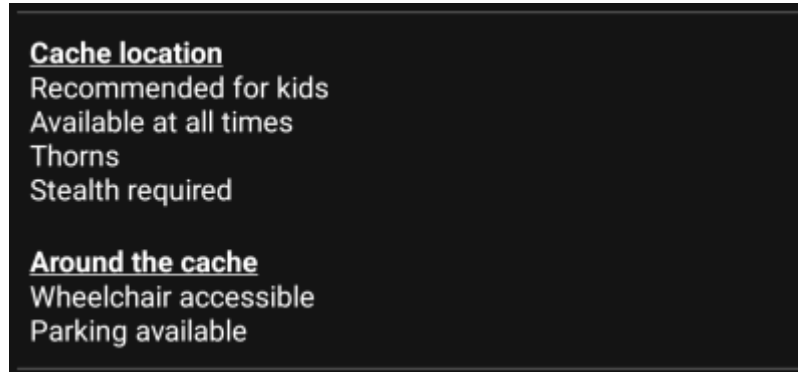 Cache location
Recommended for kids
Available at all times
Thorns
Stealth required
Around the cache
Wheelchair accessible
Parking available